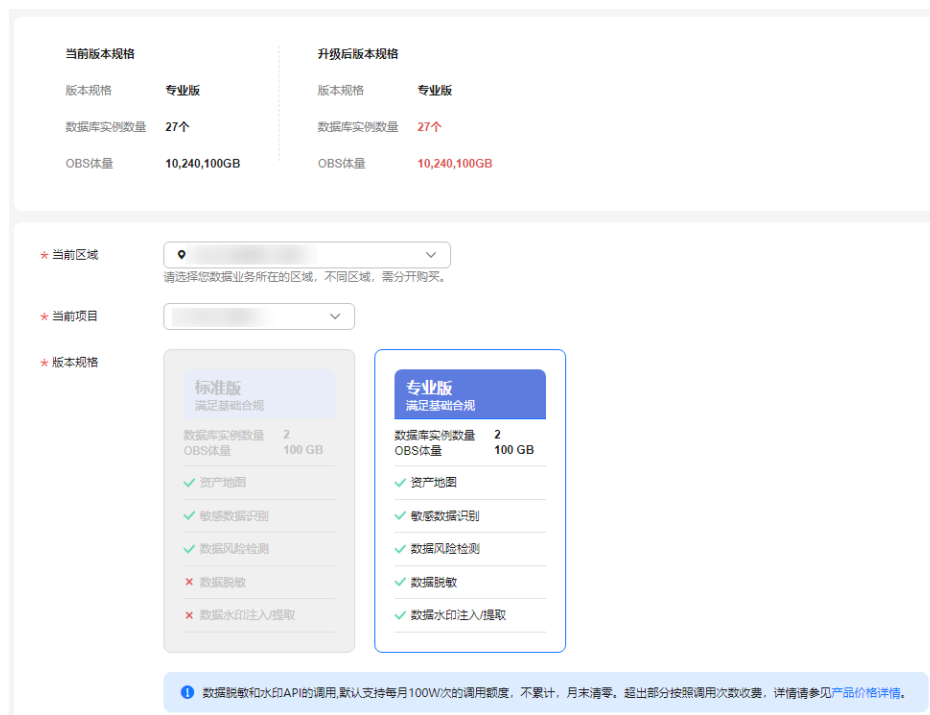 当前版本规格
版本规格 专业版
数据库实例数量 27个
OBS体量 10,240,100GB
升级后版本规格
版本规格 专业版
数据库实例数量 27个
OBS体量 10,240,100GB
* 当前区域
请选择您数据业务所在的区域，不同区域，需分开购买。
* 当前项目
* 版本规格
标准版
满足基础合规
数据库实例数量 2
OBS体量 100 GB
资产地图
敏感数据识别
数据风险检测
数据脱敏
数据水印注入/提取
专业版
满足基础合规
数据库实例数量 2
OBS体量 100 GB
资产地图
敏感数据识别
数据风险检测
数据脱敏
数据水印注入/提取
数据脱敏和水印API的调用,默认支持每月100W次的调用额度，不累计，月末清零。超出部分按照调用次数收费，详情请参见产品价格详情。